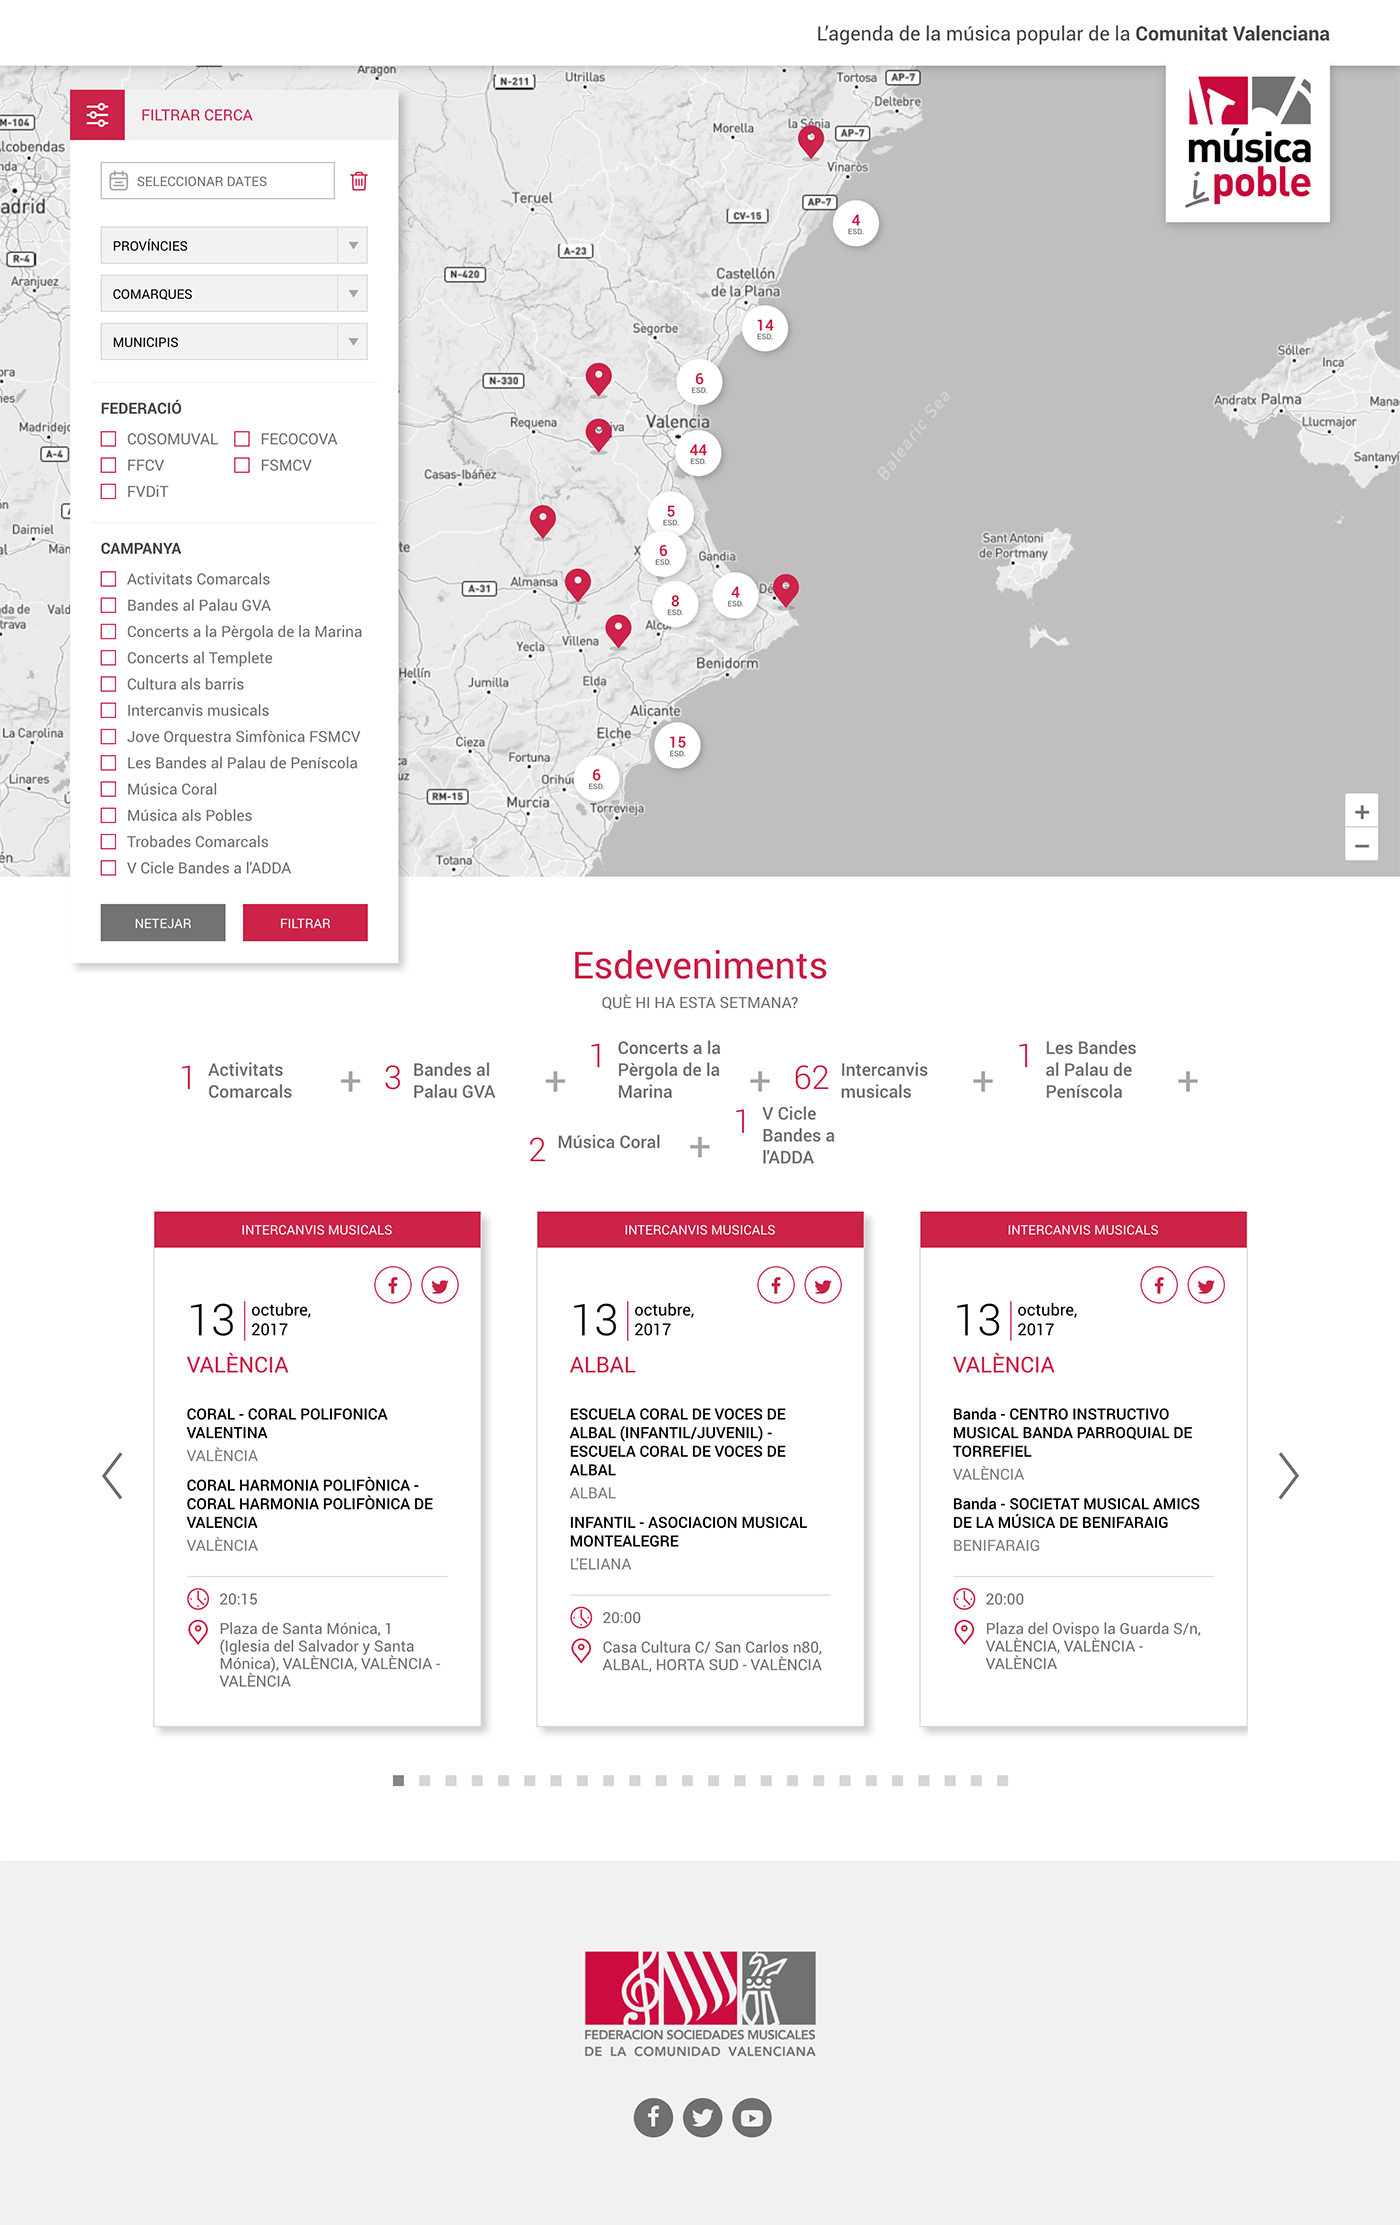 L'agenda de la música popular de la Comunitat Valenciana
música
i poble
FILTRAR CERCA
SELECCIONAR DATES
PROVÍNCIES
COMARQUES
MUNICIPIS
FEDERACIÓ
COSOMUVAL FECOCOVA
FFCV FSMCV
FVDiT
CAMPANYA
Activitats Comarcals
Bandes al Palau GVA
Concerts a la Pèrgola de la Marina
Concerts al Templete
Cultura als barris
Intercanvis musicals
Jove Orquestra Simfònica FSMCV
Les Bandes al Palau de Peníscola
Música Coral
Música als Pobles
Trobades Comarcals
V Cicle Bandes a l'ADDA
NETEJAR FILTRAR
Aragon
N-211
Utrillas
Tortosa
AP-7
Deltebre
Morella
la Sénia
AP-7
Vinaròs
M-104
lcobendas
adrid
R-4
Aranjuez
Teruel
CV-15
AP-7
4
ESD.
A-23
N-420
Castellón
de la Plana
14
ESD.
Segorbe
6
ESD.
N-330
Requena
iva
Valencia
44
ESD.
Balearic Sea
Sóller
Inca
Andratx
Palma
Mana
Llucmajor
Santanyí
Madridejo
A-4
Casas-Ibáñez
5
ESD.
X
6
ESD.
Gandia
Daimiel
Man
A-31
Almansa
8
ESD.
4
ESD.
Dé
Sant Antoni
de Portmany
Vald
Alco
Villena
Yecla
Benidorm
Hellín
Jumilla
Elda
Alicante
La Carolina
Cieza
Elche
15
ESD.
Fortuna
Linares
Orihu
6
ESD.
RM-15
Murcia
Torrevieja
Totana
+
−
Esdeveniments
QUÈ HI HA ESTA SETMANA?
1 Activitats
Comarcals
+
3 Bandes al
Palau GVA
+
1 Concerts a la
Pèrgola de la
Marina
+
62 Intercanvis
musicals
+
1 Les Bandes
al Palau de
Peníscola
+
2 Música Coral
+
1 V Cicle
Bandes a
l'ADDA
INTERCANVIS MUSICALS
13 octubre,
2017
VALÈNCIA
CORAL - CORAL POLIFONICA
VALENTINA
VALÈNCIA
CORAL HARMONIA POLIFÒNICA -
CORAL HARMONIA POLIFÒNICA DE
VALENCIA
VALÈNCIA
20:15
Plaza de Santa Mónica, 1
(Iglesia del Salvador y Santa
Mónica), VALÈNCIA, VALÈNCIA -
VALÈNCIA
INTERCANVIS MUSICALS
13 octubre,
2017
ALBAL
ESCUELA CORAL DE VOCES DE
ALBAL (INFANTIL/JUVENIL) -
ESCUELA CORAL DE VOCES DE
ALBAL
ALBAL
INFANTIL - ASOCIACION MUSICAL
MONTEALEGRE
L'ELIANA
20:00
Casa Cultura C/ San Carlos n80,
ALBAL, HORTA SUD - VALÈNCIA
INTERCANVIS MUSICALS
13 octubre,
2017
VALÈNCIA
Banda - CENTRO INSTRUCTIVO
MUSICAL BANDA PARROQUIAL DE
TORREFIEL
VALÈNCIA
Banda - SOCIETAT MUSICAL AMICS
DE LA MÚSICA DE BENIFARAIG
BENIFARAIG
20:00
Plaza del Ovispo la Guarda S/n,
VALÈNCIA, VALÈNCIA -
VALÈNCIA
FEDERACION SOCIEDADES MUSICALES
DE LA COMUNIDAD VALENCIANA